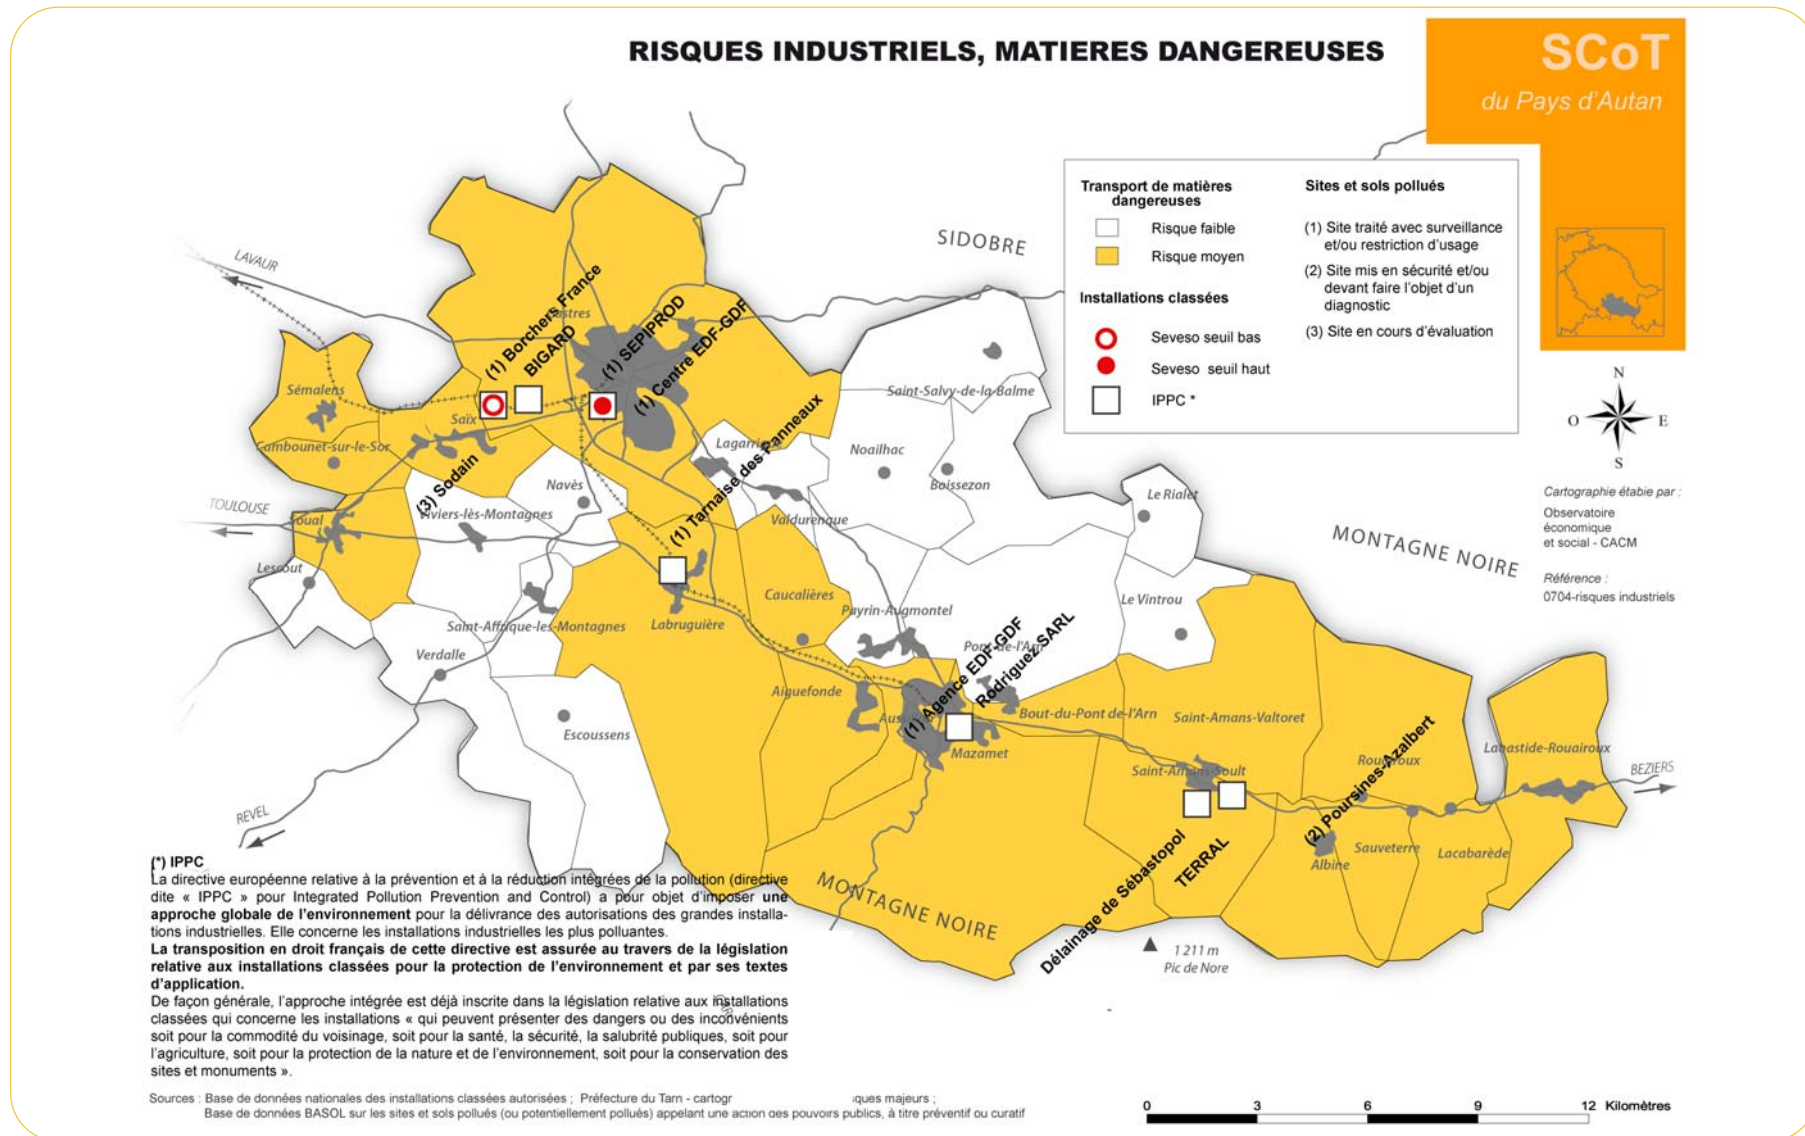 RISQUES INDUSTRIELS, MATIERES DANGEREUSES
SCoT
du Pays d'Autan
Transport de matières
dangereuses
Risque faible
Risque moyen
Installations classées
Seveso seuil bas
Seveso seuil haut
IPPC *
Sites et sols pollués
(1) Site traité avec surveillance
et/ou restriction d'usage
(2) Site mis en sécurité et/ou
devant faire l'objet d'un
diagnostic
(3) Site en cours d'évaluation
N
O
E
S
Cartographie étabie par :
Observatoire
économique
et social - CACM
Référence :
0704-risques industriels
SIDOBRE
LAVAUR
(1) Borchers France
BIGARD
(1) SEPIPROD
(1) Centre EDF-GDF
Sémalens
Saïx
Cambounet-sur-le-Sor
(3) Sodain
(1) Tarnaise des Panneaux
Saint-Salvy-de-la-Balme
Noailhac
Boissezon
Le Rialet
Navès
Viviers-lès-Montagnes
Valdurenque
TOULOUSE
Lescout
MONTAGNE NOIRE
Caucalières
Le Vintrou
Payrin-Augmontel
Labruguière
Saint-Affrique-les-Montagnes
Verdalle
(1) Agence EDF-GDF
Rodriguez SARL
Aiguefonde
Bout-du-Pont de-l'Arn
Saint-Amans-Valtoret
Escoussens
Mazamet
Saint-Amans-Soult
(2) Poursines-Azalbert
Labastide-Rouairoux
BEZIERS
REVEL
Délainage de Sébastopol
TERRAL
Albine
Sauveterre
Lacabarède
MONTAGNE NOIRE
1 211 m
Pic de Nore
(*) IPPC
La directive européenne relative à la prévention et à la réduction intégrées de la pollution (directive
dite « IPPC » pour Integrated Pollution Prevention and Control) a pour objet d'imposer une
approche globale de l'environnement pour la délivrance des autorisations des grandes installa-
tions industrielles. Elle concerne les installations industrielles les plus polluantes.
La transposition en droit français de cette directive est assurée au travers de la législation
relative aux installations classées pour la protection de l'environnement et par ses textes
d'application.
De façon générale, l'approche intégrée est déjà inscrite dans la législation relative aux installations
classées qui concerne les installations « qui peuvent présenter des dangers ou des inconvénients
soit pour la commodité du voisinage, soit pour la santé, la sécurité, la salubrité publiques, soit pour
l'agriculture, soit pour la protection de la nature et de l'environnement, soit pour la conservation des
sites et monuments ».
Sources : Base de données nationales des installations classées autorisées ; Préfecture du Tarn - cartogr
majeurs ;
Base de données BASOL sur les sites et sols pollués (ou potentiellement pollués) appelant une action des pouvoirs publics, à titre préventif ou curatif
0 3 6 9 12 Kilomètres